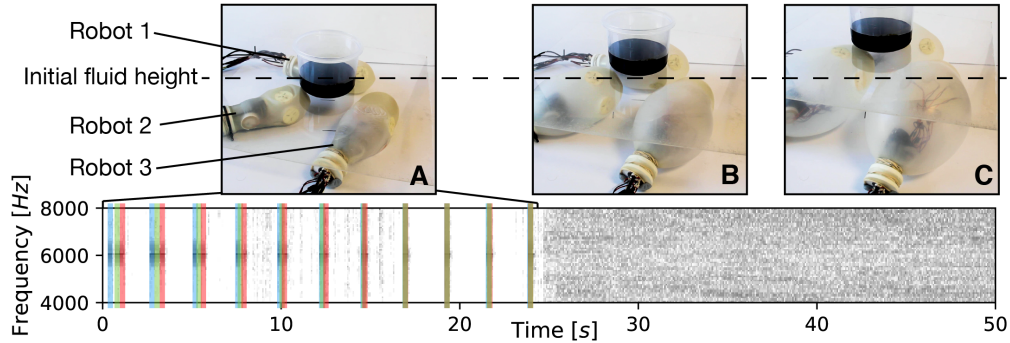 Robot 1
Initial fluid height
Robot 2
Robot 3
A
B
C
Frequency [Hz]
8000
6000
4000
0
10
20
30
40
50
Time [s]